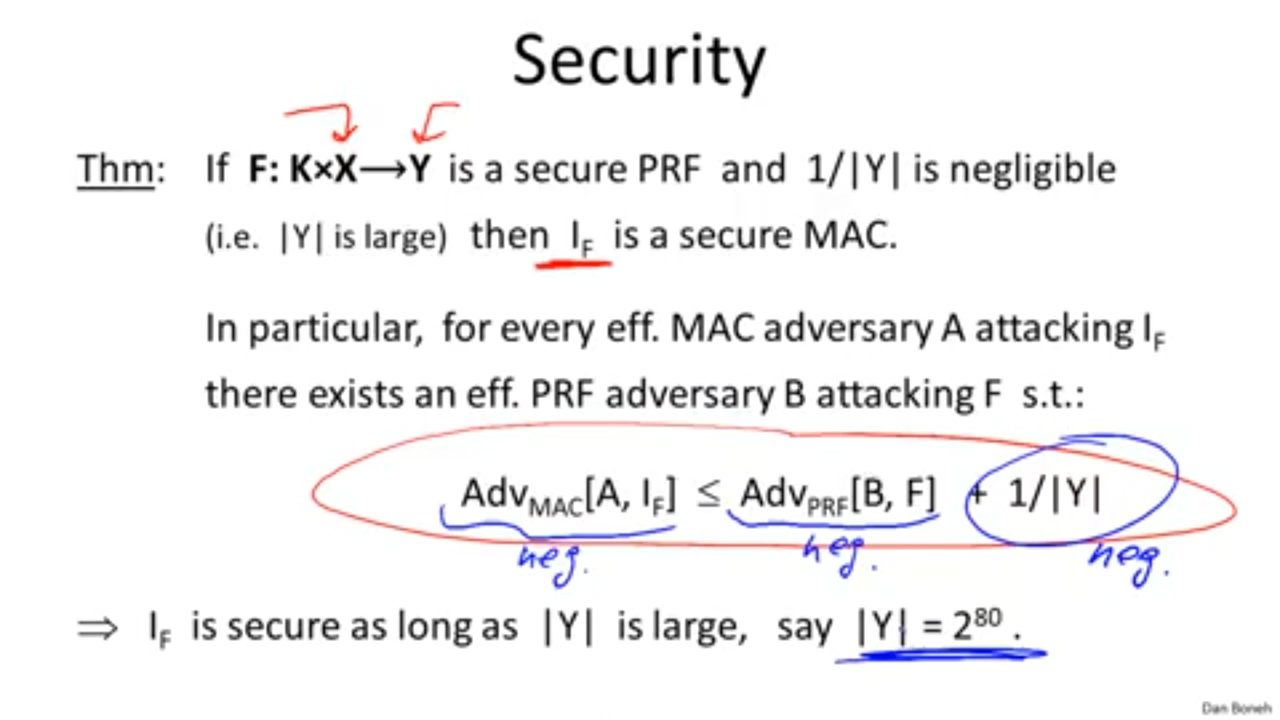 Security
Thm: If F: K×X⟶Y is a secure PRF and 1/|Y| is negligible
(i.e. |Y| is large) then I_F is a secure MAC.
In particular, for every eff. MAC adversary A attacking I_F
there exists an eff. PRF adversary B attacking F s.t.:
Adv_MAC[A, I_F] ≤ Adv_PRF[B, F] + 1/|Y|
neg. neg. neg.
⇒ I_F is secure as long as |Y| is large, say |Y| = 2^80 .
Dan Boneh